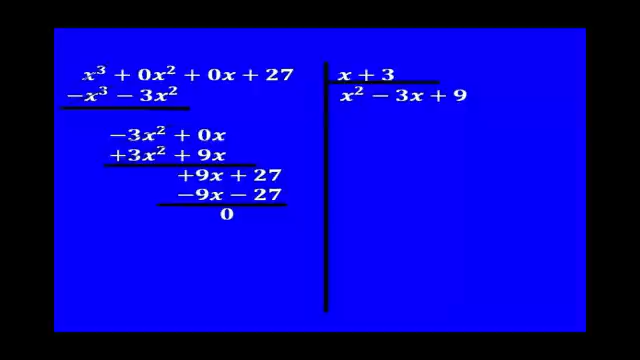 x³ + 0x² + 0x + 27
x + 3
−x³ − 3x²
x² − 3x + 9
−3x² + 0x
+3x² + 9x
+9x + 27
−9x − 27
0